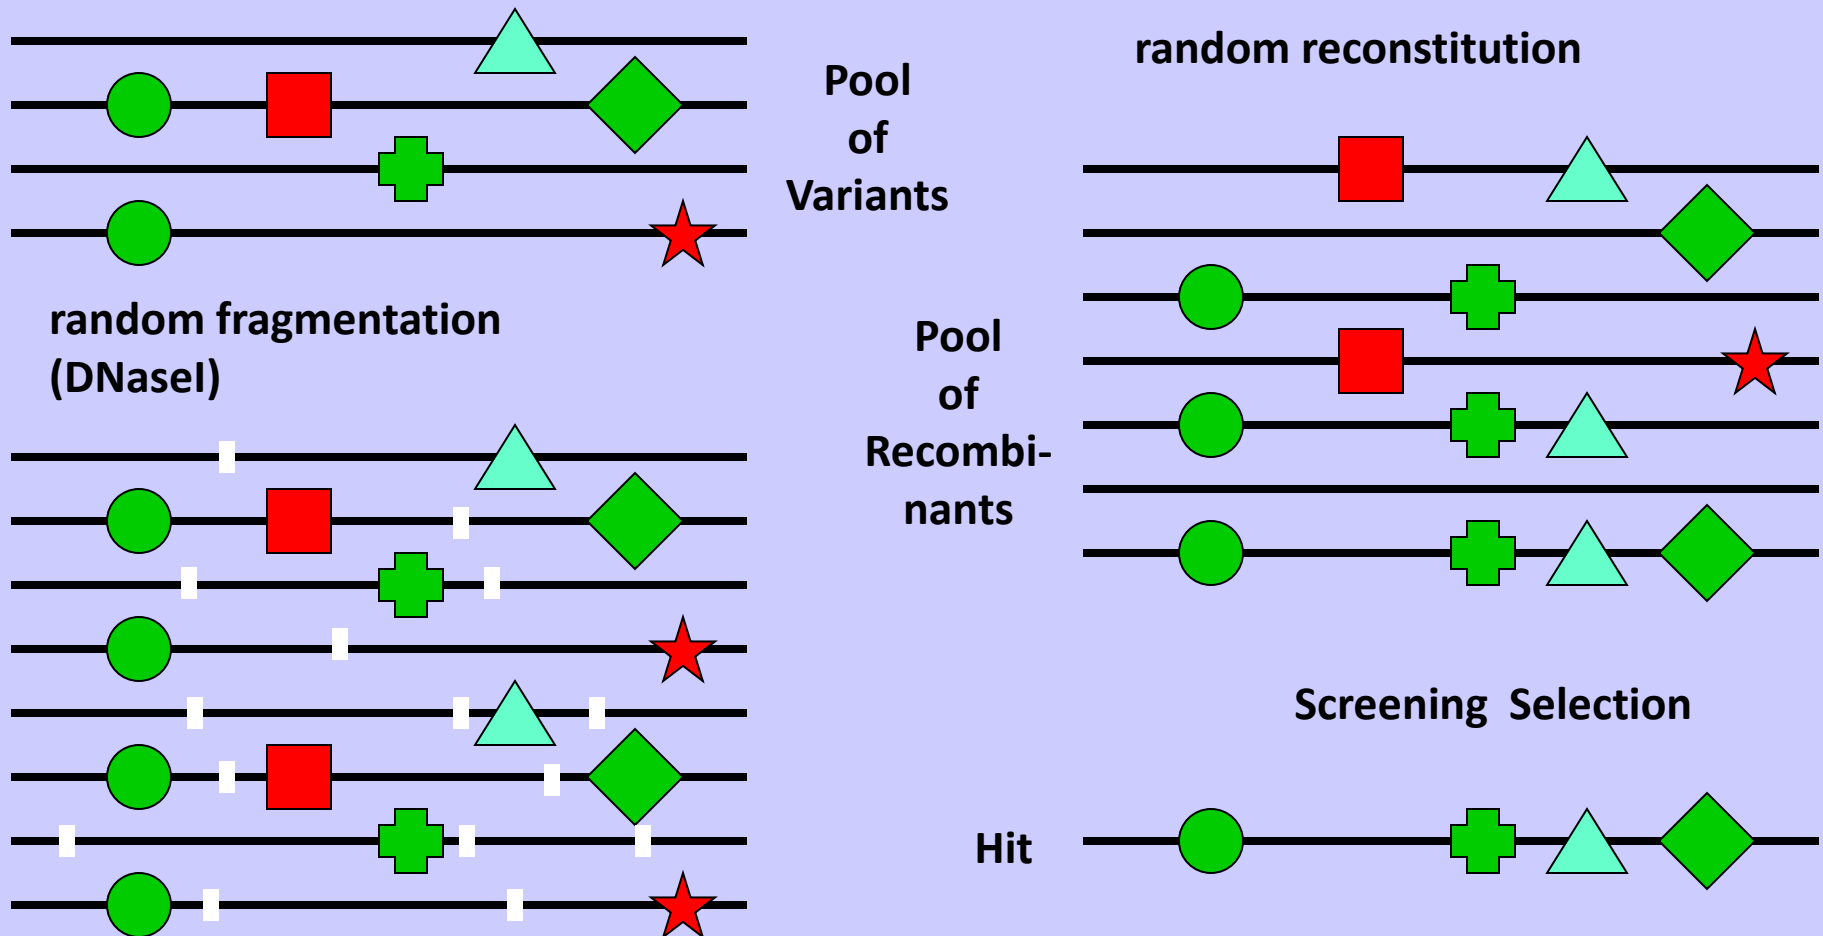 Pool
of
Variants
random fragmentation
(DNaseI)
random reconstitution
Pool
of
Recombi-
nants
Screening  Selection
Hit